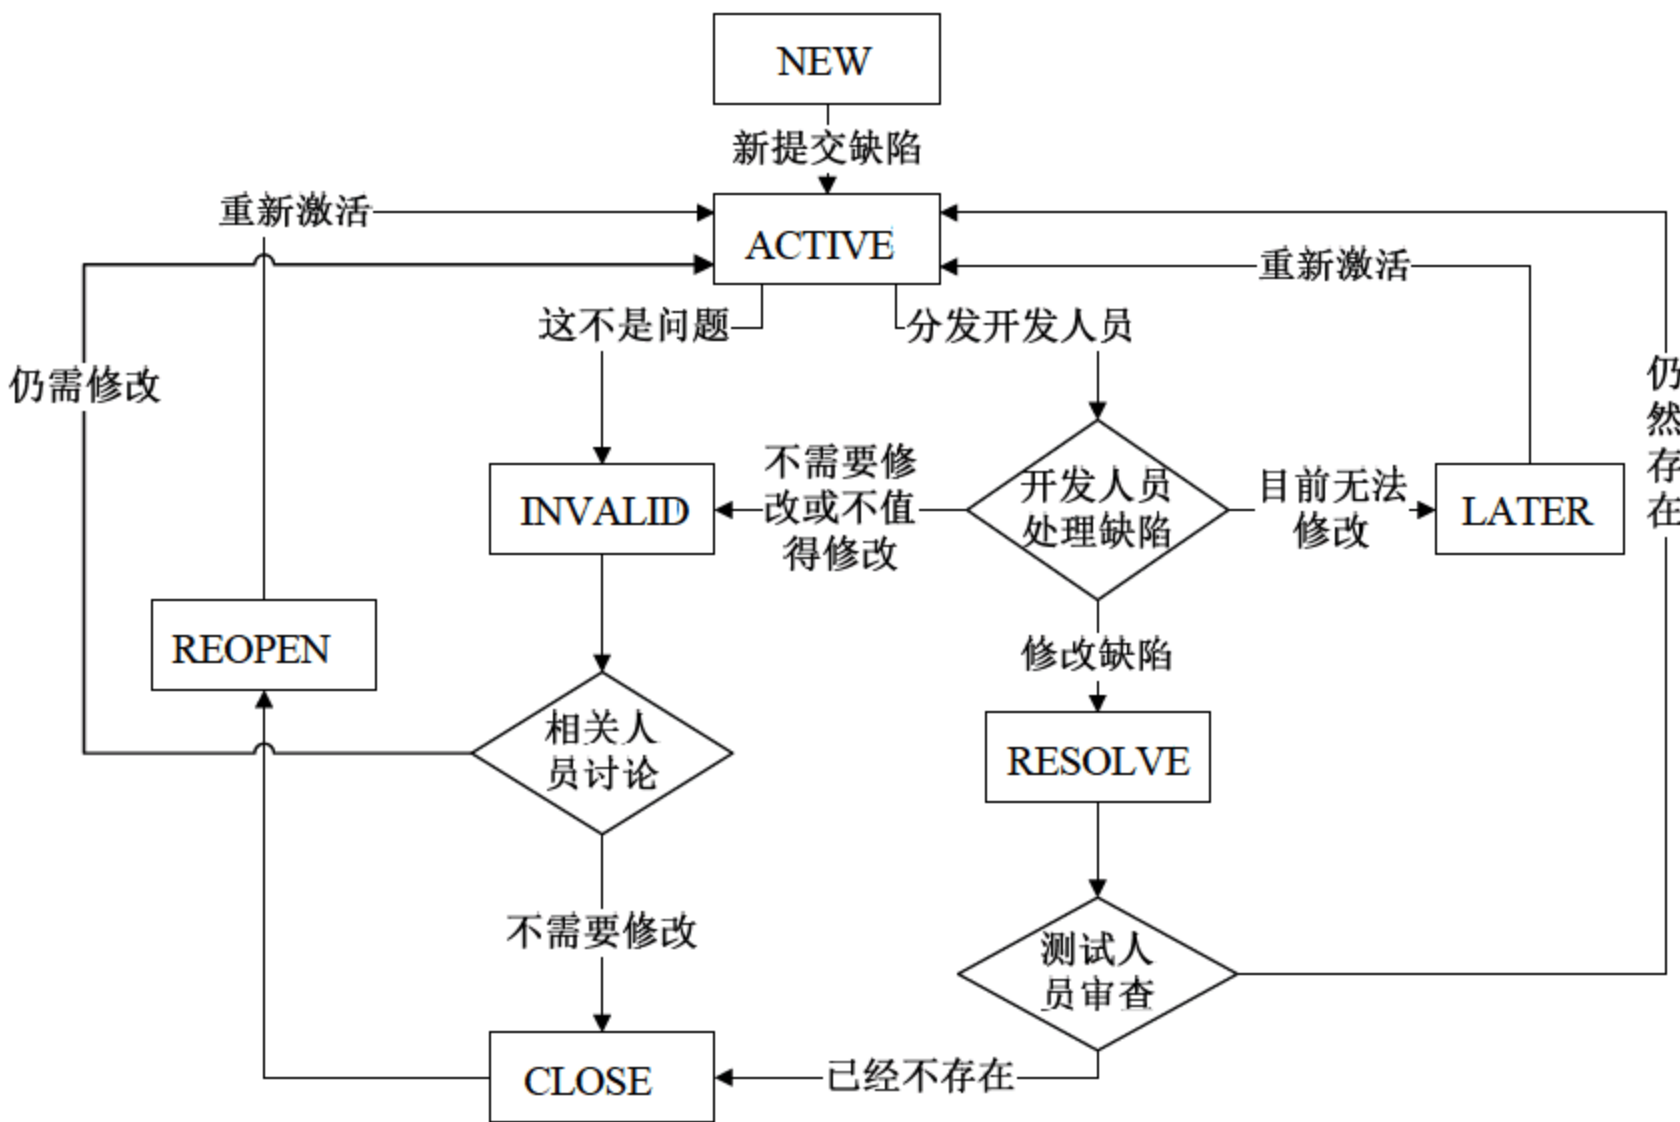 NEW
新提交缺陷
重新激活
ACTIVE
重新激活
这不是问题
分发开发人员
仍需修改
仍
然
存
在
不需要修
改或不值
得修改
开发人员
处理缺陷
目前无法
修改
INVALID
LATER
REOPEN
修改缺陷
相关人
员讨论
RESOLVE
不需要修改
测试人
员审查
CLOSE
已经不存在